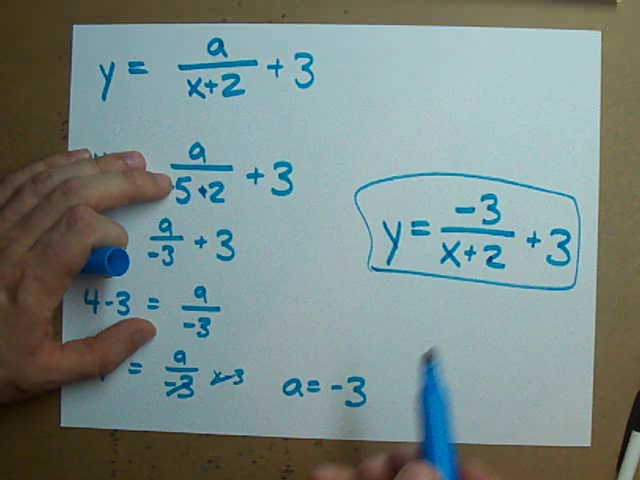 y = a/(x+2) + 3
a/(5+2) + 3
a/-3 + 3
4-3 = a/-3
= a/-3 x-3
a = -3
y = -3/(x+2) + 3